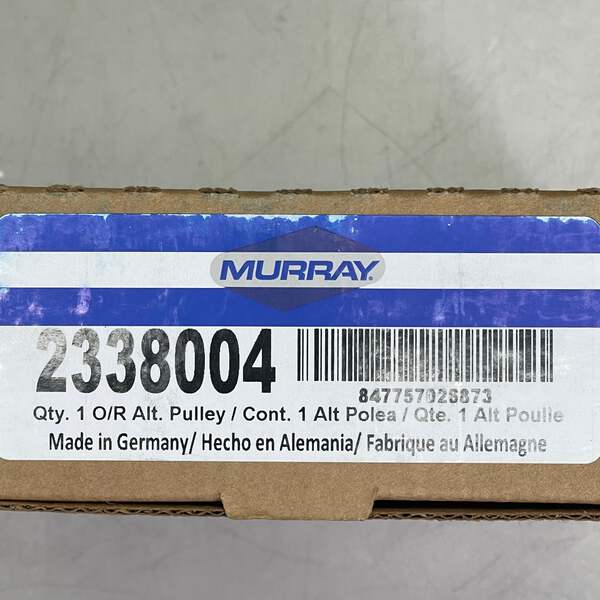 MURRAY
2338004
847757026873
Qty. 1 O/R Alt. Pulley / Cont. 1 Alt Polea / Qte. 1 Alt Poulie
Made in Germany/ Hecho en Alemania/ Fabrique au Allemagne